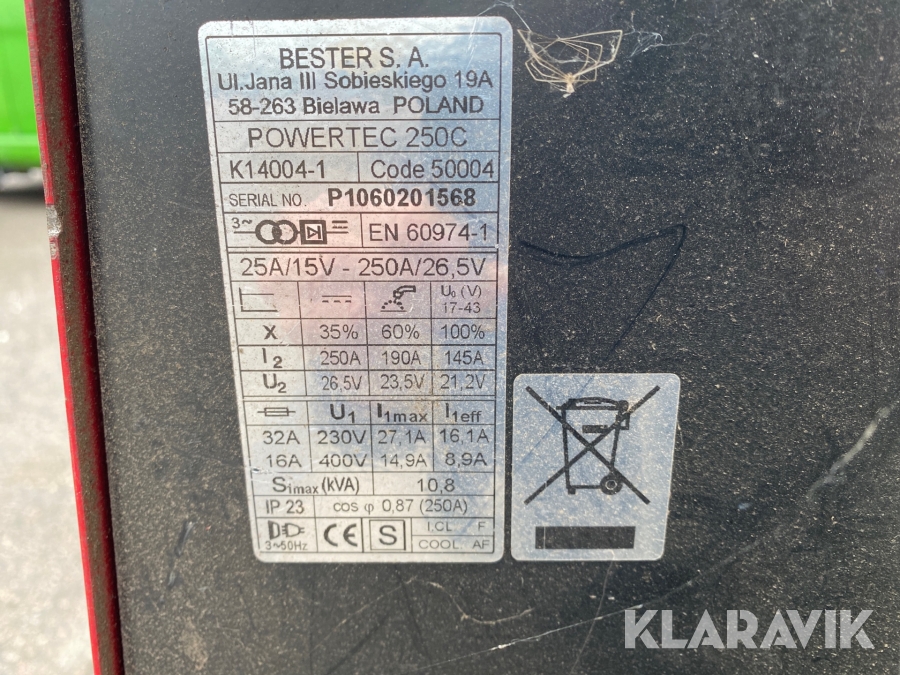 BESTER S. A.
Ul.Jana III Sobieskiego 19A
58-263 Bielawa POLAND
POWERTEC 250C
K14004-1 Code 50004
SERIAL NO. P1060201568
3~ EN 60974-1
25A/15V - 250A/26,5V
U₀ (V)
17-43
X 35% 60% 100%
I₂ 250A 190A 145A
U₂ 26,5V 23,5V 21,2V
U₁ I₁max I₁eff
32A 230V 27,1A 16,1A
16A 400V 14,9A 8,9A
S₁max (kVA) 10,8
IP 23 cos φ 0,87 (250A)
3~50Hz CE S I.CL F
COOL. AF
KLARAVIK